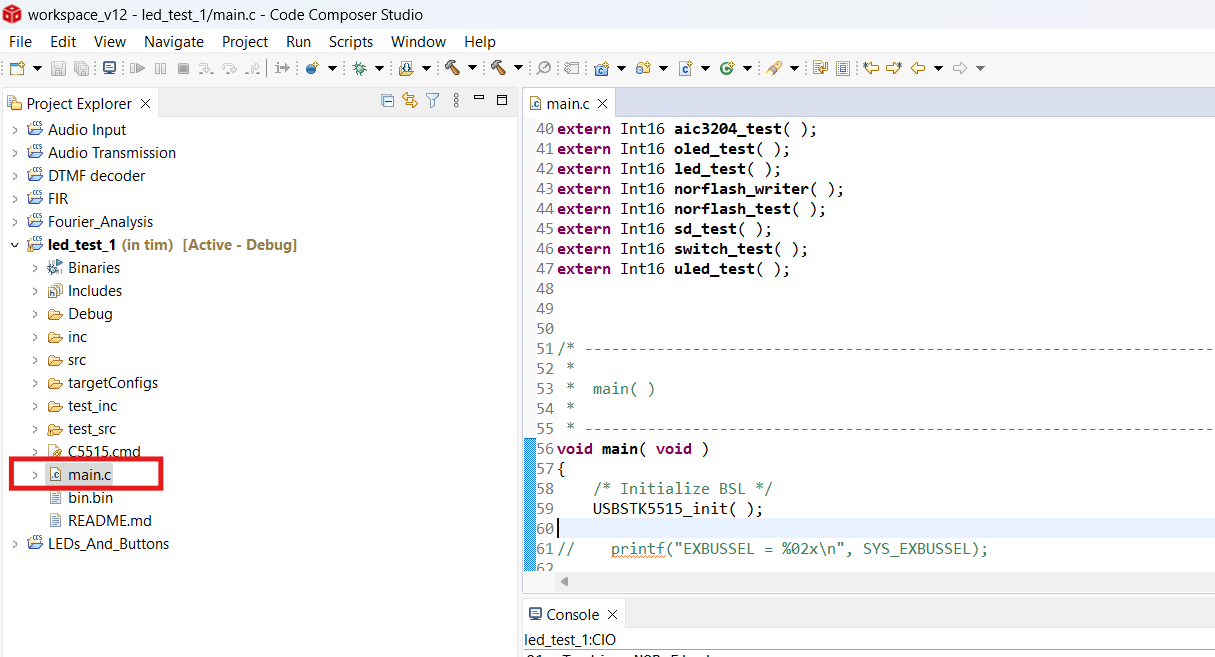 workspace_v12 - led_test_1/main.c - Code Composer Studio
File Edit View Navigate Project Run Scripts Window Help
Project Explorer
Audio Input
Audio Transmission
DTMF decoder
FIR
Fourier_Analysis
led_test_1 (in tim) [Active - Debug]
Binaries
Includes
Debug
inc
src
targetConfigs
test_inc
test_src
C5515.cmd
main.c
bin.bin
README.md
LEDs_And_Buttons
main.c
40 extern Int16 aic3204_test( );
41 extern Int16 oled_test( );
42 extern Int16 led_test( );
43 extern Int16 norflash_writer( );
44 extern Int16 norflash_test( );
45 extern Int16 sd_test( );
46 extern Int16 switch_test( );
47 extern Int16 uled_test( );
48
49
50
51 /* ------------------------------------------------------------------------
52 *
53 * main( )
54 *
55 * ------------------------------------------------------------------------
56 void main( void )
57 {
58 /* Initialize BSL */
59 USBSTK5515_init( );
60
61 // printf("EXBUSSEL = %02x\n", SYS_EXBUSSEL);
62
Console
led_test_1:CIO